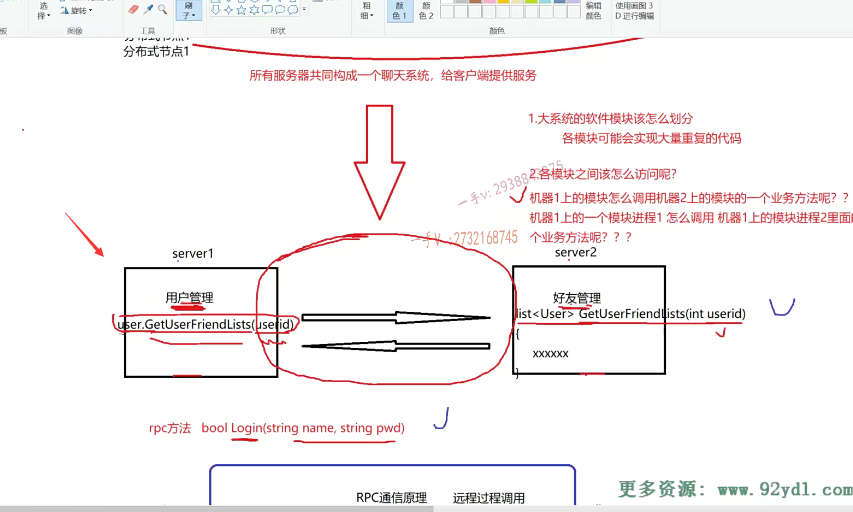 选
择
旋转
图像
工具
刷
子
形状
粗
细
颜
色 1
颜
色 2
编辑
颜色
使用画图 3
D 进行编辑
颜色
分布式节点1
所有服务器共同构成一个聊天系统，给客户端提供服务
1.大系统的软件模块该怎么划分
各模块可能会实现大量重复的代码
2.各模块之间该怎么访问呢？
机器1上的模块怎么调用机器2上的模块的一个业务方法呢？？
机器1上的一个模块进程1 怎么调用 机器1上的模块进程2里面的
个业务方法呢？？？
一手v:
一手V :2732168745
server1
server2
用户管理
好友管理
user.GetUserFriendLists(userid)
list<User> GetUserFriendLists(int userid)
{
xxxxxx
}
rpc方法 bool Login(string name, string pwd)
RPC通信原理 远程过程调用
更多资源: www.92ydl.com